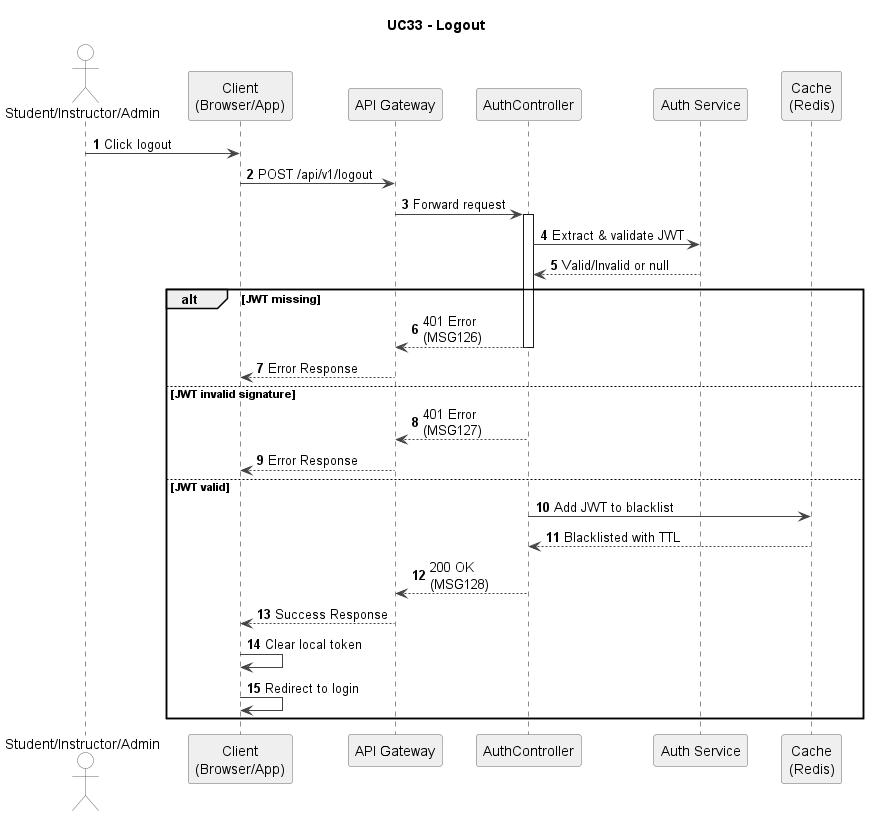 UC33 - Logout
Student/Instructor/Admin
Client
(Browser/App)
API Gateway
AuthController
Auth Service
Cache
(Redis)
1 Click logout
2 POST /api/v1/logout
3 Forward request
4 Extract & validate JWT
5 Valid/Invalid or null
alt [JWT missing]
6 401 Error
(MSG126)
7 Error Response
[JWT invalid signature]
8 401 Error
(MSG127)
9 Error Response
[JWT valid]
10 Add JWT to blacklist
11 Blacklisted with TTL
12 200 OK
(MSG128)
13 Success Response
14 Clear local token
15 Redirect to login
Student/Instructor/Admin
Client
(Browser/App)
API Gateway
AuthController
Auth Service
Cache
(Redis)